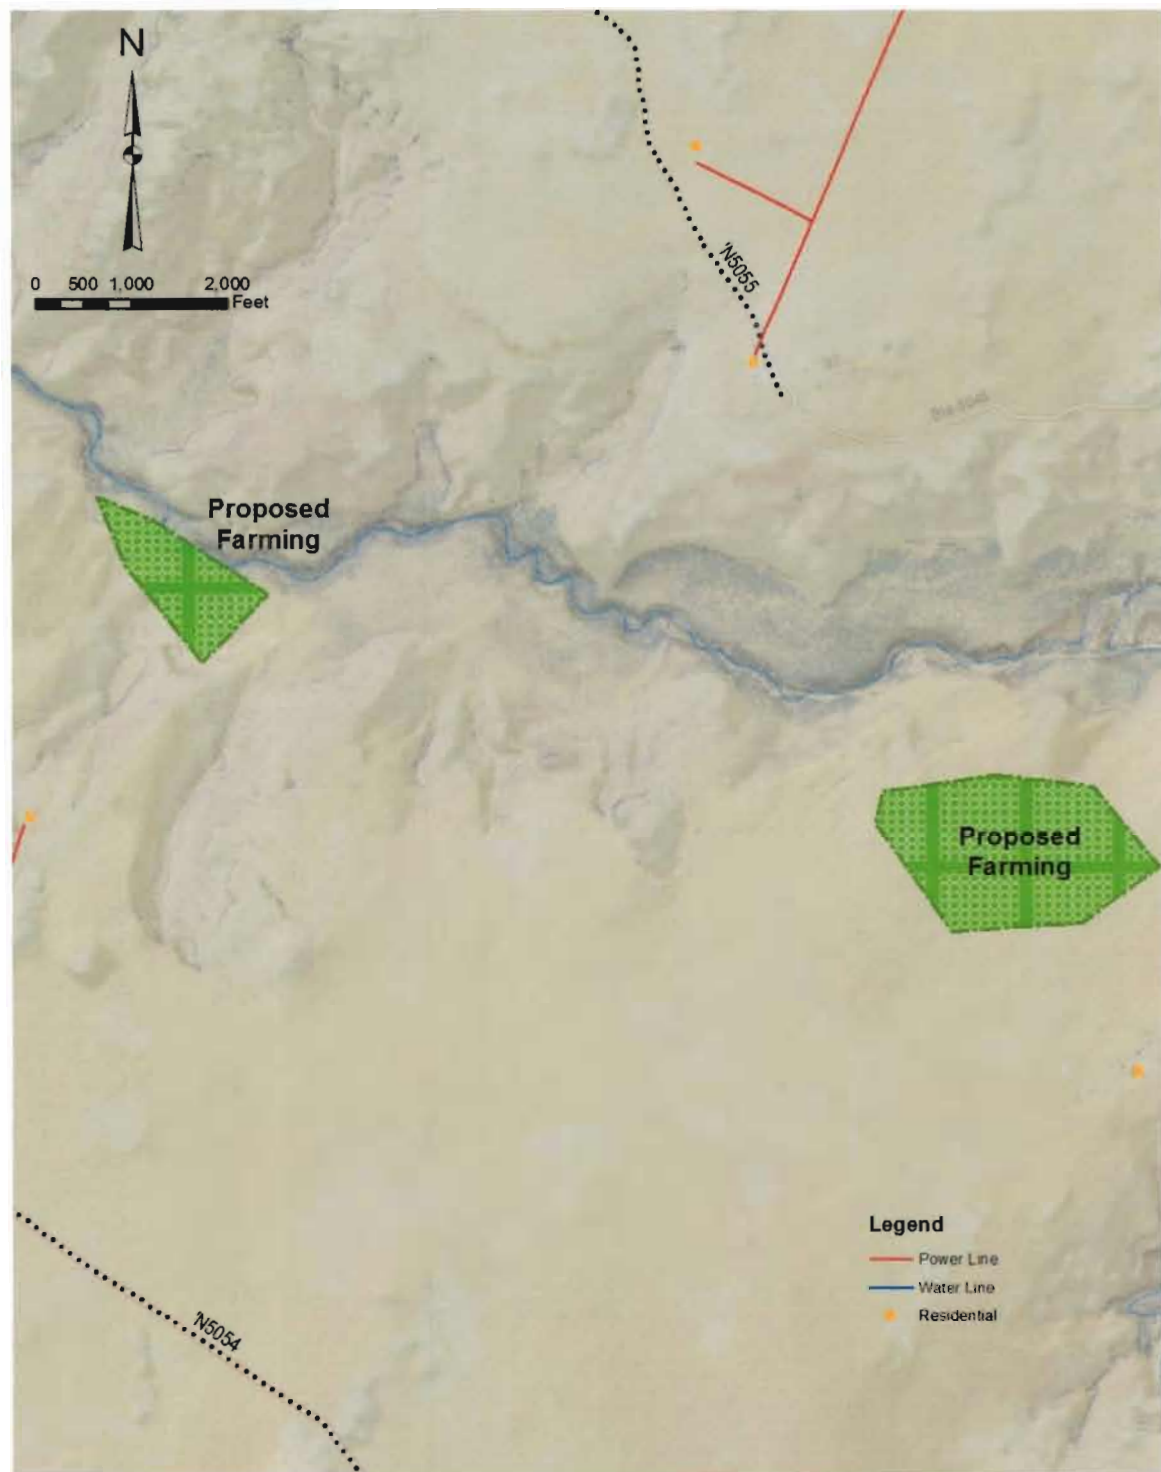 N
0 500 1,000 2,000
Feet
'N5055
Proposed
Farming
Proposed
Farming
'N5054
Legend
Power Line
Water Line
Residential